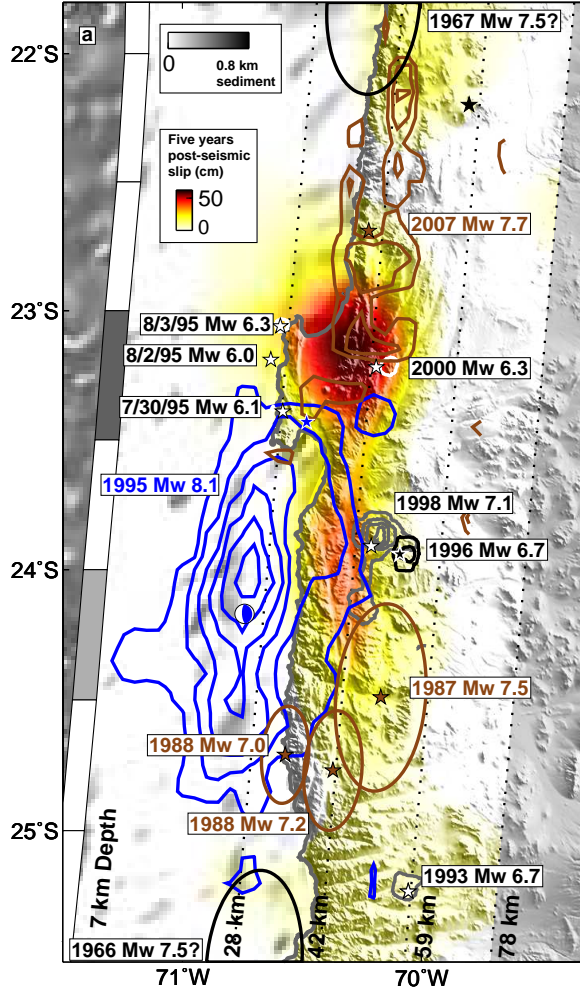 a
1967 Mw 7.5?
22°S
0
0.8 km
sediment
Five years
post-seismic
slip (cm)
50
0
2007 Mw 7.7
23°S
8/3/95 Mw 6.3
8/2/95 Mw 6.0
2000 Mw 6.3
7/30/95 Mw 6.1
1995 Mw 8.1
1998 Mw 7.1
1996 Mw 6.7
24°S
1987 Mw 7.5
1988 Mw 7.0
1988 Mw 7.2
25°S
7 km Depth
1993 Mw 6.7
28 km
42 km
59 km
78 km
1966 Mw 7.5?
71°W
70°W